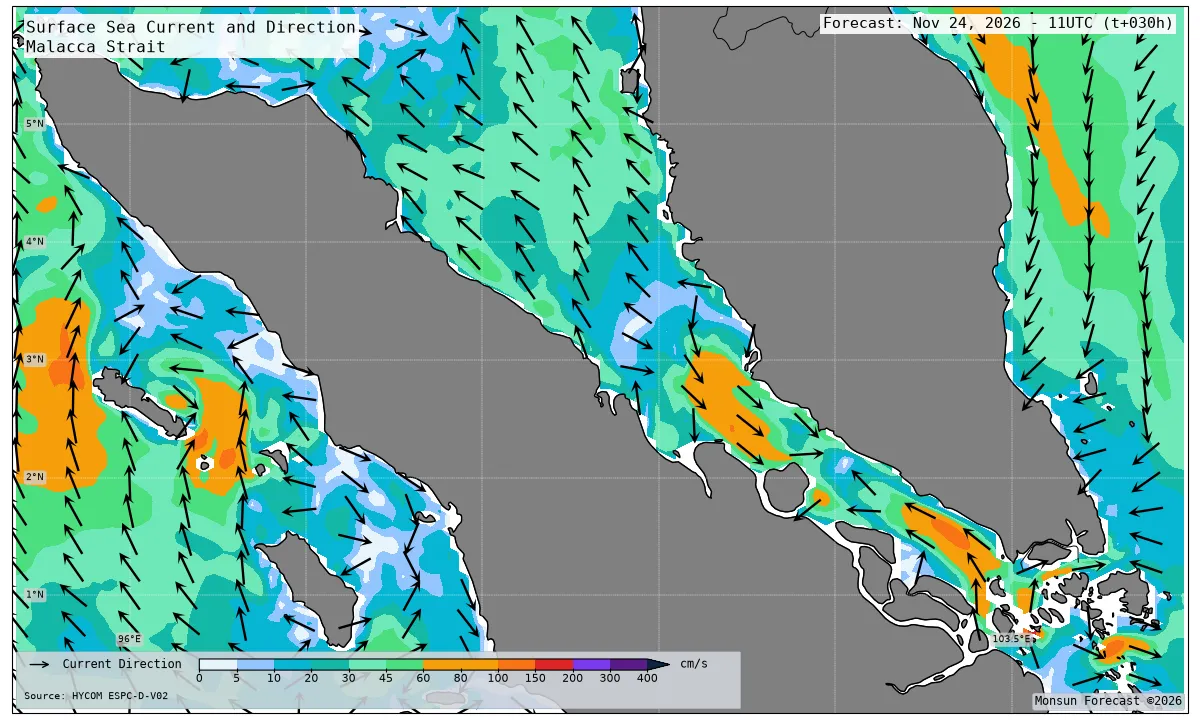 Surface Sea Current and Direction
Malacca Strait
Forecast: Nov 24, 2026 - 11UTC (t+030h)
5°N
4°N
3°N
2°N
1°N
96°E
103.5°E
Current Direction
0 5 10 20 30 45 60 80 100 150 200 300 400
cm/s
Source: HYCOM ESPC-D-V02
Monsun Forecast ©2026